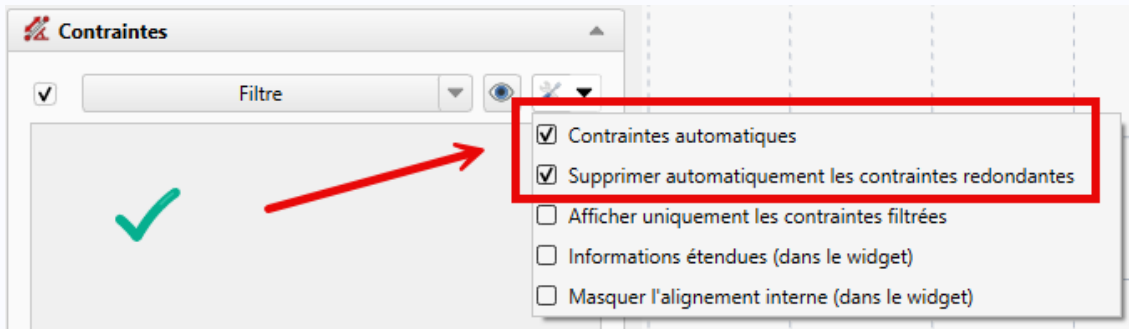 Contraintes
Filtre
Contraintes automatiques
Supprimer automatiquement les contraintes redondantes
Afficher uniquement les contraintes filtrées
Informations étendues (dans le widget)
Masquer l'alignement interne (dans le widget)